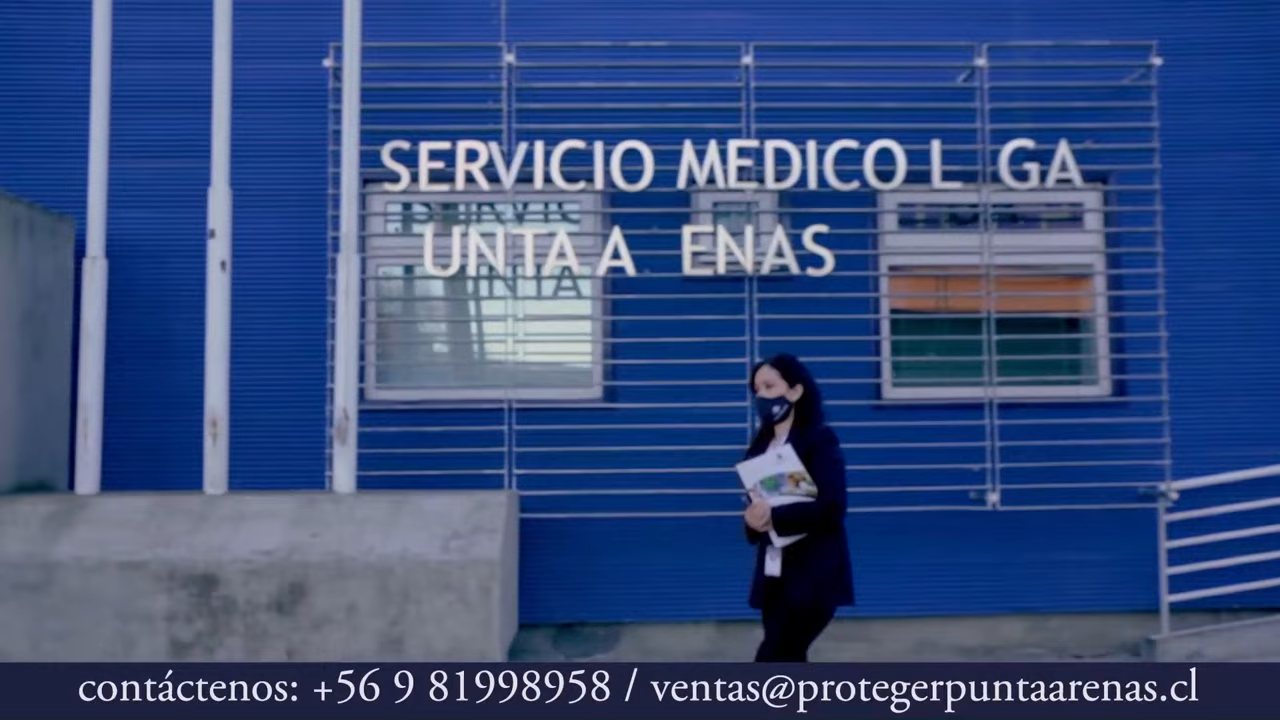 SERVICIO MEDICO L GA
UNTA A ENAS
contáctenos: +56 9 81998958 / ventas@protegerpuntaarenas.cl